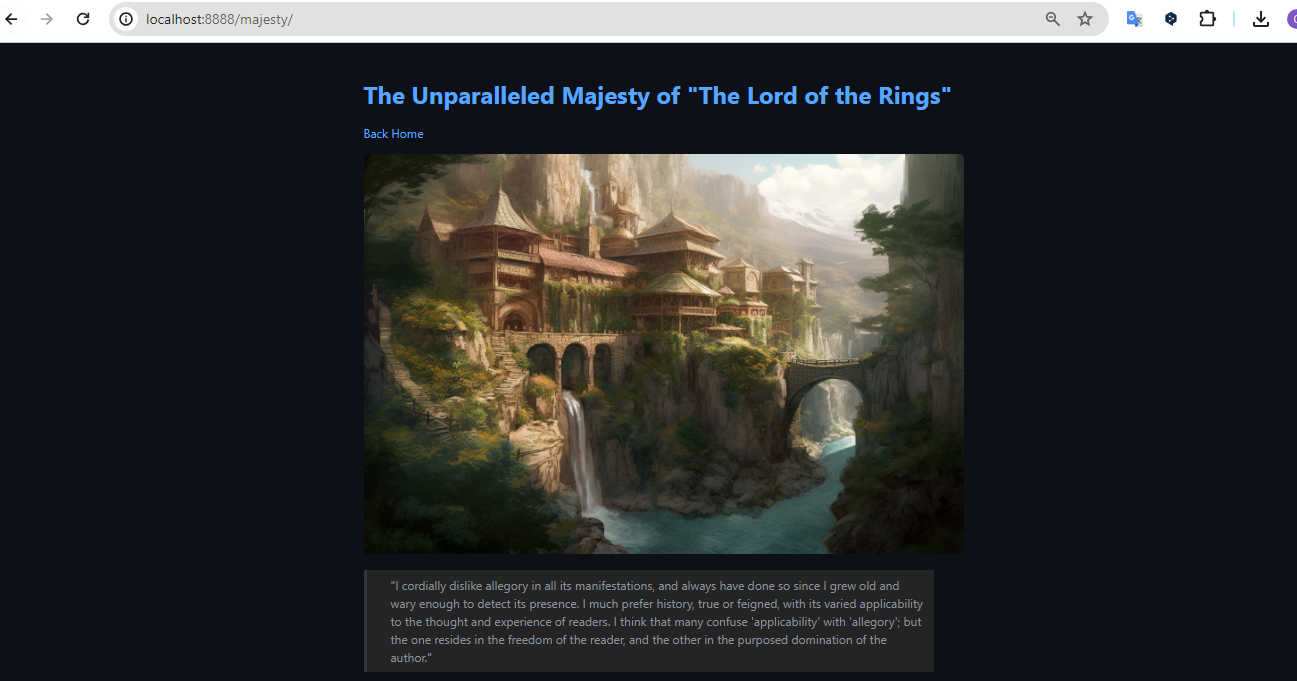 localhost:8888/majesty/
The Unparalleled Majesty of "The Lord of the Rings"
Back Home
"I cordially dislike allegory in all its manifestations, and always have done so since I grew old and
wary enough to detect its presence. I much prefer history, true or feigned, with its varied applicability
to the thought and experience of readers. I think that many confuse 'applicability' with 'allegory'; but
the one resides in the freedom of the reader, and the other in the purposed domination of the
author."